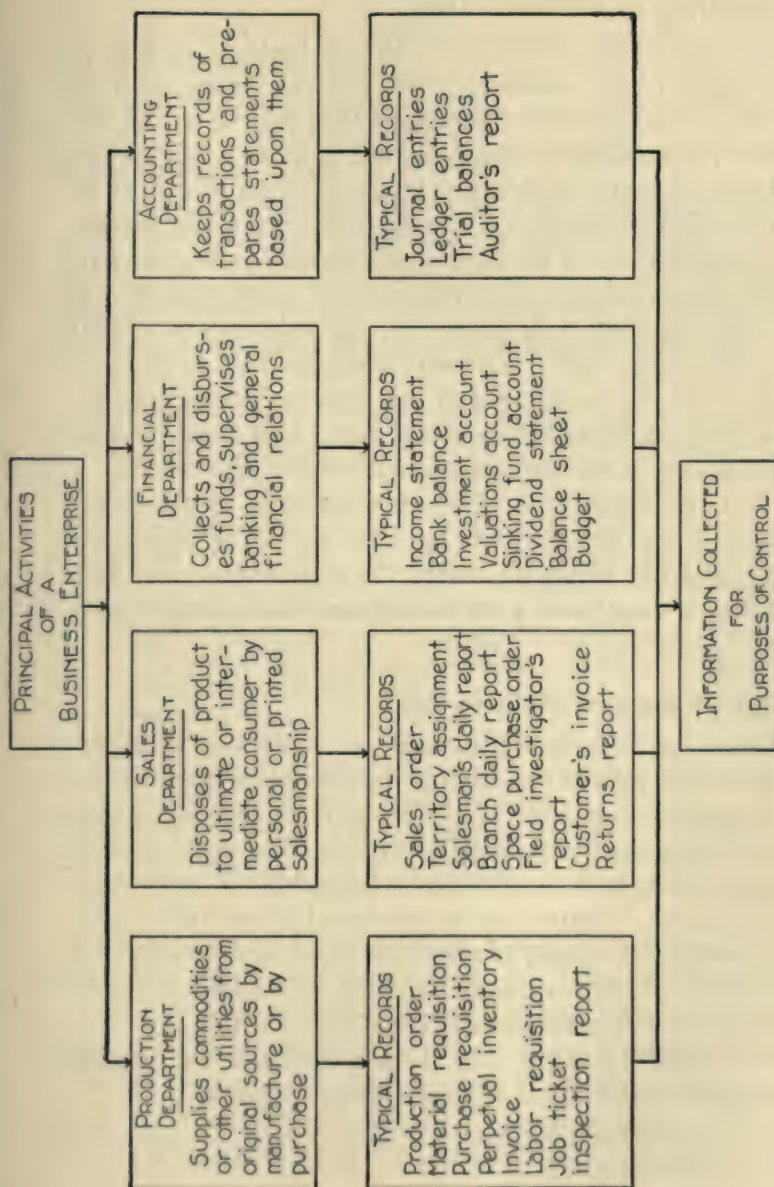 PRINCIPAL ACTIVITIES
OF A
BUSINESS ENTERPRISE
PRODUCTION
DEPARTMENT
Supplies commodities
or other utilities from
original sources by
manufacture or by
purchase
SALES
DEPARTMENT
Disposes of product
to ultimate or inter-
mediate consumer by
personal or printed
salesmanship
FINANCIAL
DEPARTMENT
Collects and disburs-
es funds, supervises
banking and general
financial relations
ACCOUNTING
DEPARTMENT
Keeps records of
transactions and pre-
pares statements
based upon them
TYPICAL RECORDS
Production order
Material requisition
Purchase requisition
Perpetual inventory
Invoice
Labor requisition
Job ticket
inspection report
TYPICAL RECORDS
Sales order
Territory assignment
Salesman's daily report
Branch daily report
Space purchase order
Field investigator's
report
Customer's invoice
Returns report
TYPICAL RECORDS
Income statement
Bank balance
Investment account
Valuations account
Sinking fund account
Dividend statement
Balance sheet
Budget
TYPICAL RECORDS
Journal entries
Ledger entries
Trial balances
Auditor's report
INFORMATION COLLECTED
FOR
PURPOSES OF CONTROL